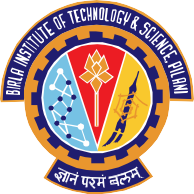 BIRLA INSTITUTE OF TECHNOLOGY & SCIENCE, PILANI
ज्ञानं परमं बलम्